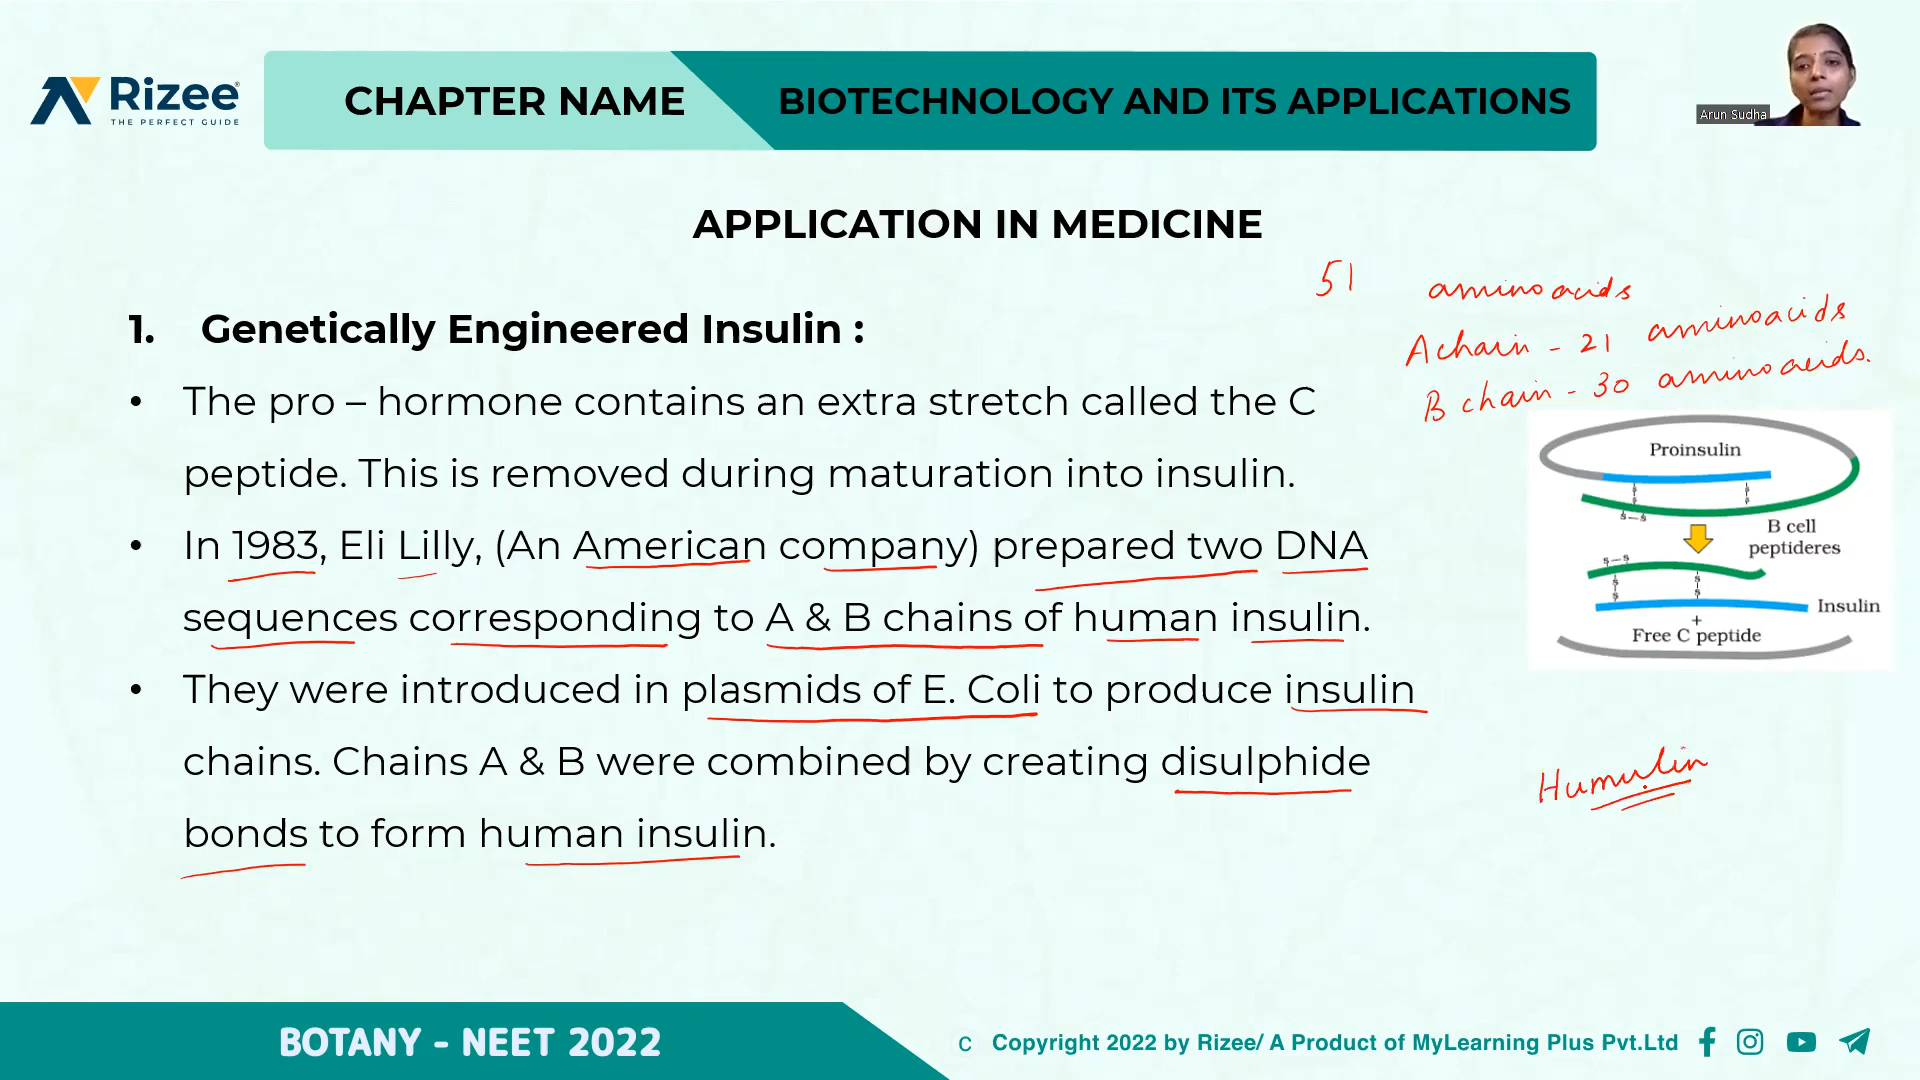 Rizee®
THE PERFECT GUIDE
CHAPTER NAME
BIOTECHNOLOGY AND ITS APPLICATIONS
Arun Sudha
APPLICATION IN MEDICINE
51 aminoacids
A chain - 21 aminoacids
B chain - 30 aminoacids.
1. Genetically Engineered Insulin :
• The pro – hormone contains an extra stretch called the C
peptide. This is removed during maturation into insulin.
• In 1983, Eli Lilly, (An American company) prepared two DNA
sequences corresponding to A & B chains of human insulin.
• They were introduced in plasmids of E. Coli to produce insulin
chains. Chains A & B were combined by creating disulphide
bonds to form human insulin.
Proinsulin
s s
s s
s—s
B cell
peptideres
s—s
s s
s s
Insulin
+
Free C peptide
Humulin
BOTANY - NEET 2022
C Copyright 2022 by Rizee/ A Product of MyLearning Plus Pvt.Ltd